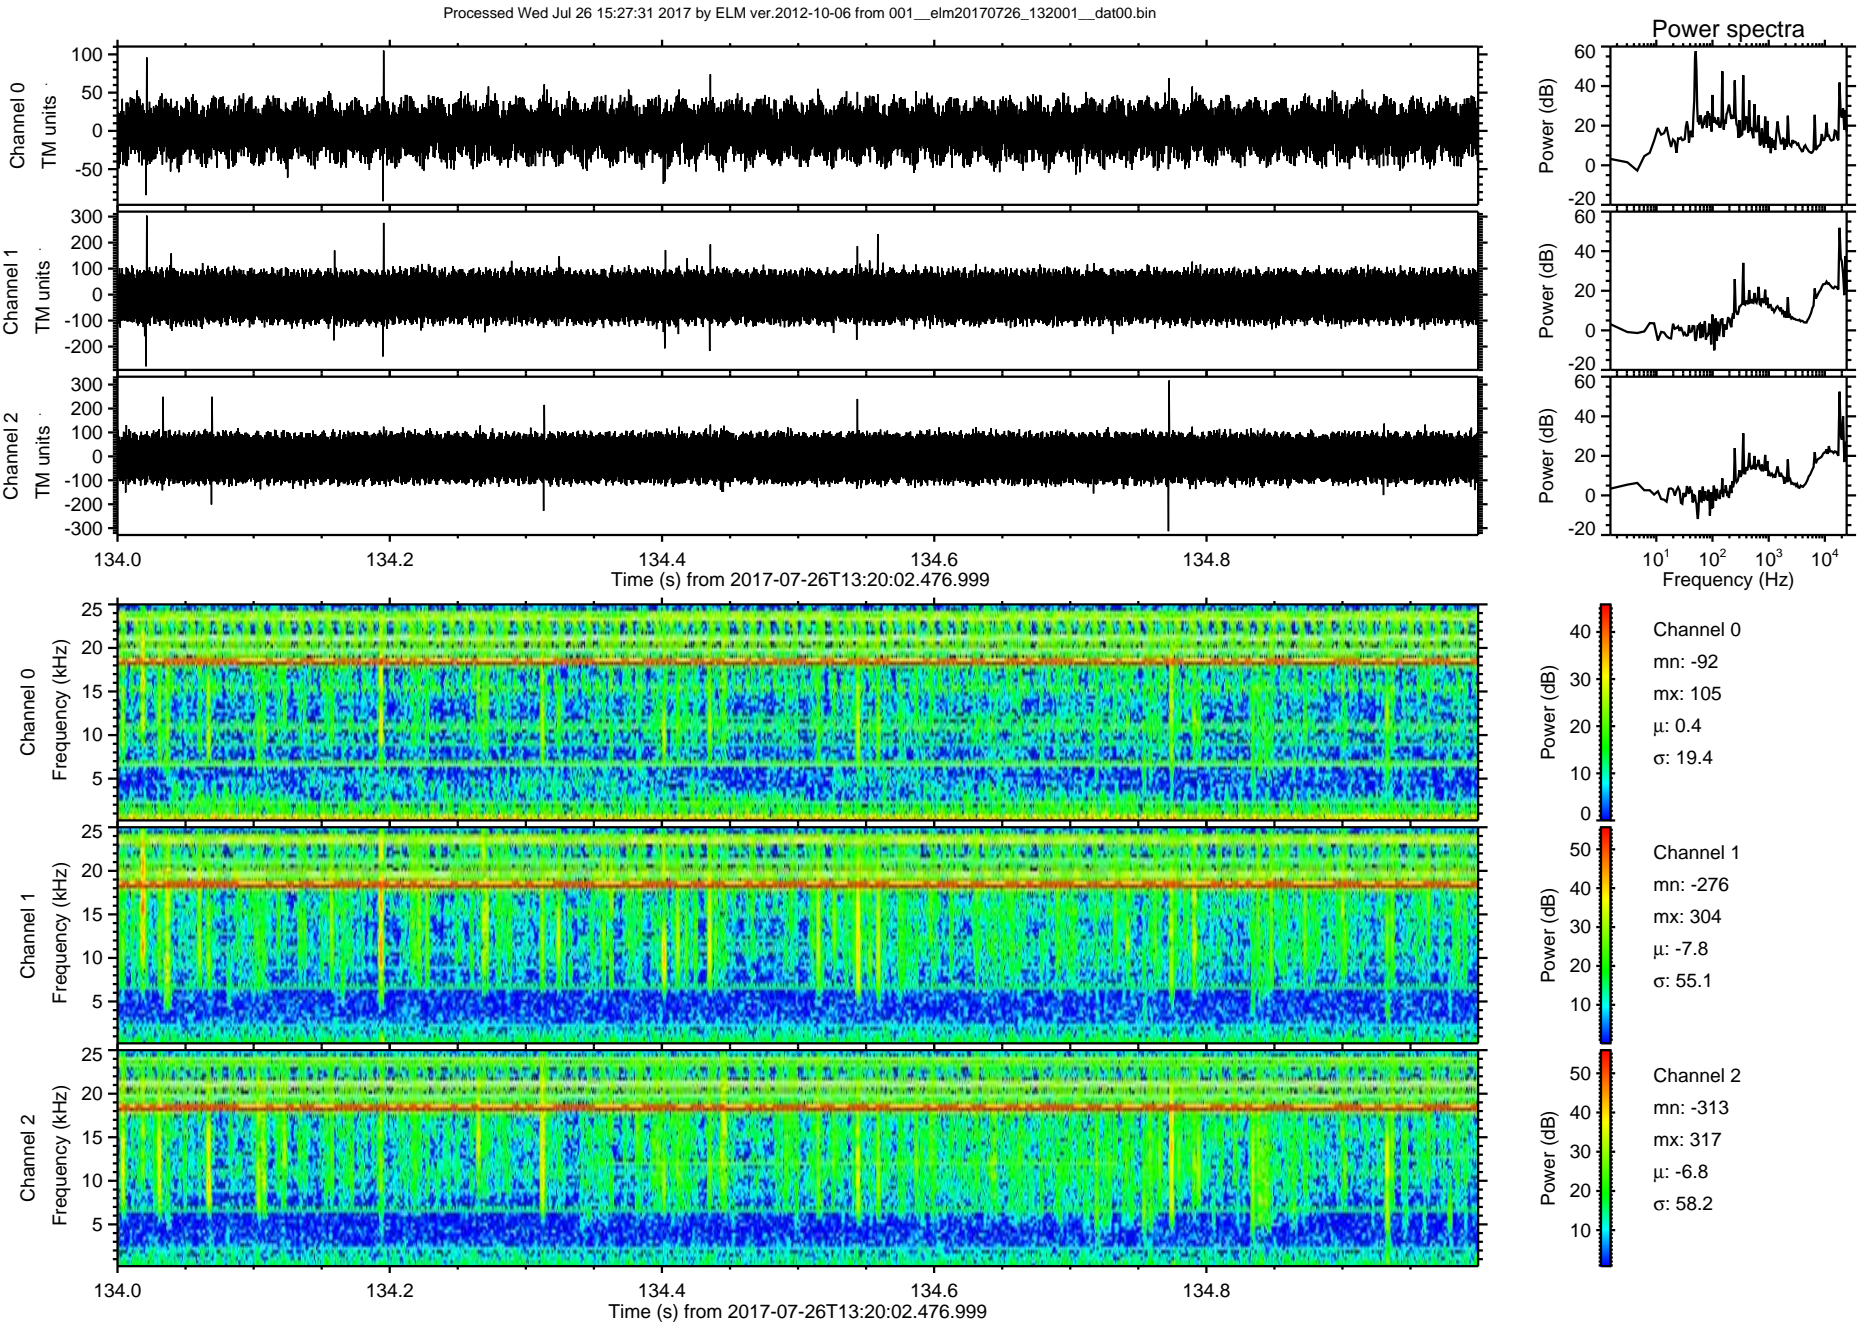 Processed Wed Jul 26 15:27:31 2017 by ELM ver.2012-10-06 from 001__elm20170726_132001__dat00.bin
Power spectra
Channel 0
TM units
100
50
0
-50
Power (dB)
60
40
20
0
-20
Channel 1
TM units
300
200
100
0
-100
-200
Power (dB)
60
40
20
0
-20
Channel 2
TM units
300
200
100
0
-100
-200
-300
Power (dB)
60
40
20
0
-20
134.0 134.2 134.4 134.6 134.8
Time (s) from 2017-07-26T13:20:02.476.999
10^1 10^2 10^3 10^4
Frequency (Hz)
Channel 0
Frequency (kHz)
25
20
15
10
5
Power (dB)
40
30
20
10
0
Channel 0
mn: -92
mx: 105
μ: 0.4
σ: 19.4
Channel 1
Frequency (kHz)
25
20
15
10
5
Power (dB)
50
40
30
20
10
Channel 1
mn: -276
mx: 304
μ: -7.8
σ: 55.1
Channel 2
Frequency (kHz)
25
20
15
10
5
Power (dB)
50
40
30
20
10
Channel 2
mn: -313
mx: 317
μ: -6.8
σ: 58.2
134.0 134.2 134.4 134.6 134.8
Time (s) from 2017-07-26T13:20:02.476.999